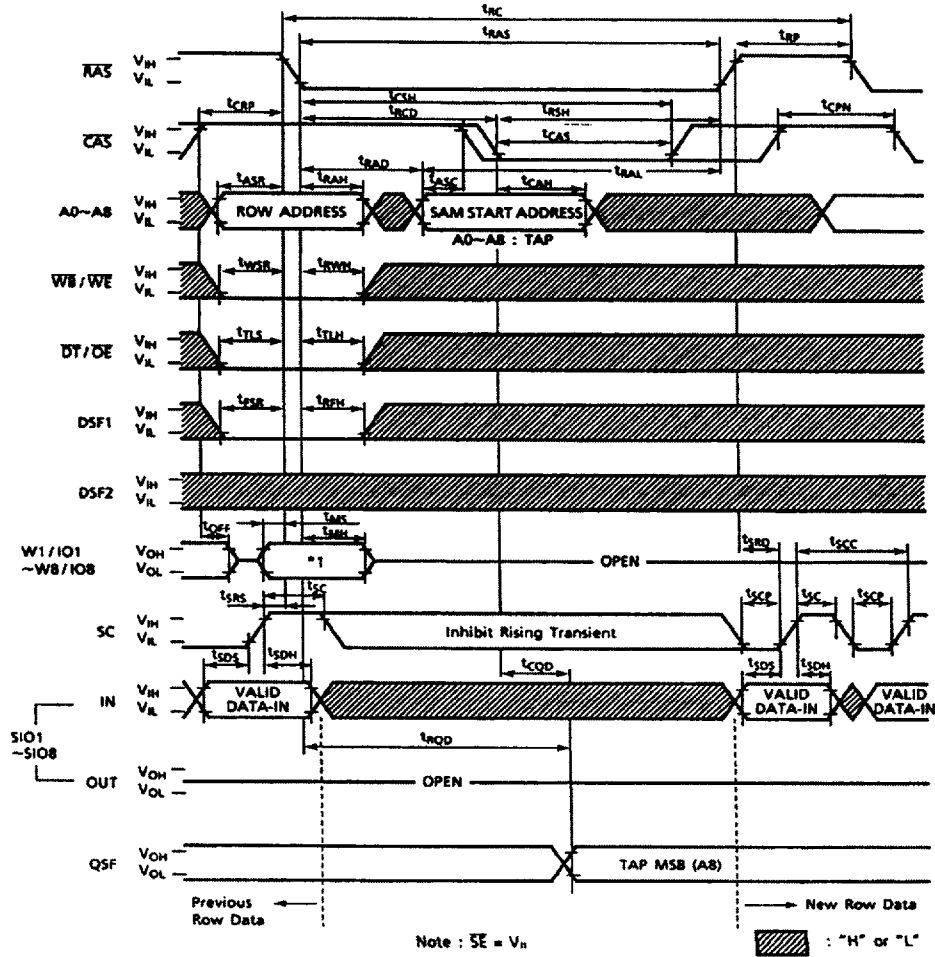 tRC
tRAS
tRP
RAS VIH
VIL
tCRP
tCSH
tRCD
tRSH
tCPN
CAS VIH
VIL
tCAS
tRAD
tRAL
tASR
tRAH
tASC
tCAH
A0~A8 VIH
VIL
ROW ADDRESS
SAM START ADDRESS
A0~A8 : TAP
tWSR
tRWH
WB/WE VIH
VIL
tTLS
tTLH
DT/OE VIH
VIL
tFSR
tRFH
DSF1 VIH
VIL
DSF2 VIH
VIL
tOFF
tMS
tMH
W1/IO1
~W8/IO8
VOH
VOL
*1
OPEN
tSRD
tSCC
tSRS
tSC
tSCP
tSC
tSCP
SC VIH
VIL
Inhibit Rising Transient
tSDS
tSDH
tCQD
tSDS
tSDH
IN VIH
VIL
VALID
DATA-IN
VALID
DATA-IN
VALID
DATA-IN
SIO1
~SIO8
tRQD
OUT VOH
VOL
OPEN
QSF VOH
VOL
TAP MSB (A8)
Previous
Row Data
New Row Data
Note : SE = VIL
: "H" or "L"